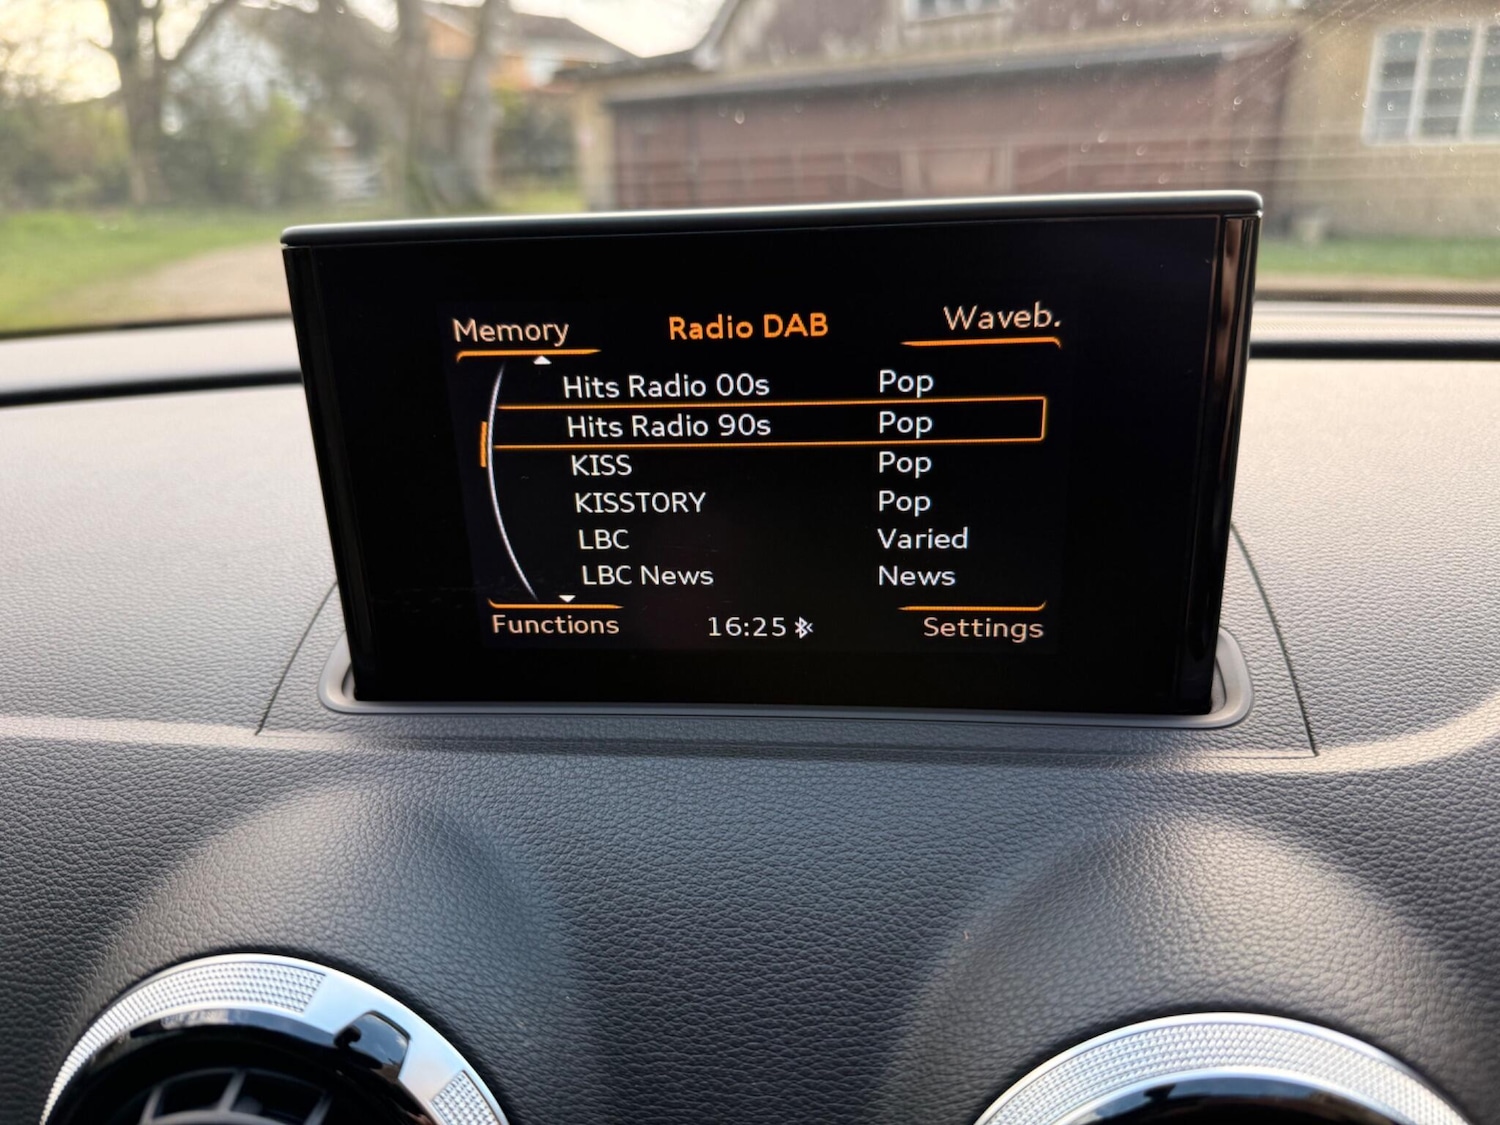 Memory Radio DAB Waveb.
Hits Radio 00s Pop
Hits Radio 90s Pop
KISS Pop
KISSTORY Pop
LBC Varied
LBC News News
Functions 16:25 Settings